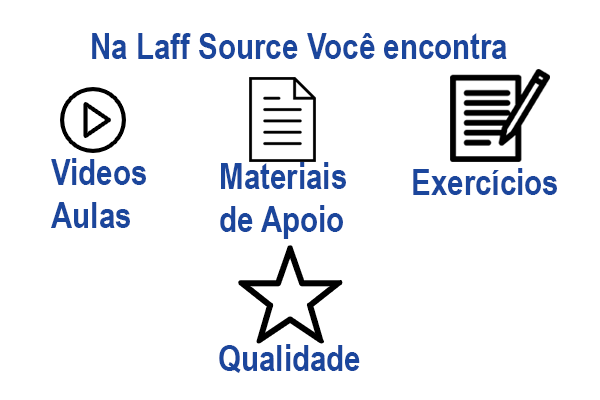 Na Laff Source Você encontra
Videos
Aulas
Materiais
de Apoio
Exercícios
Qualidade